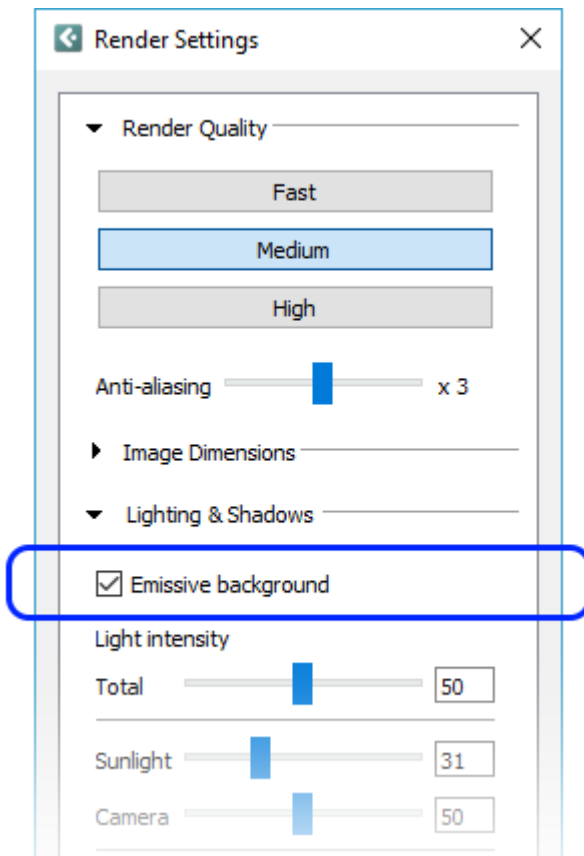 Render Settings
Render Quality
Fast
Medium
High
Anti-aliasing x 3
Image Dimensions
Lighting & Shadows
Emissive background
Light intensity
Total 50
Sunlight 31
Camera 50